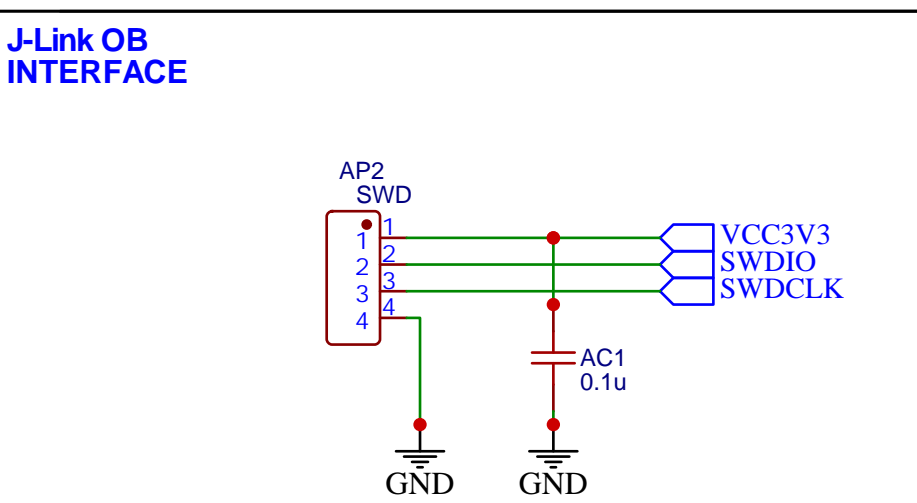 J-Link OB
INTERFACE
AP2
SWD
1 1
2 2
3 3
4 4
VCC3V3
SWDIO
SWDCLK
AC1
0.1u
GND
GND